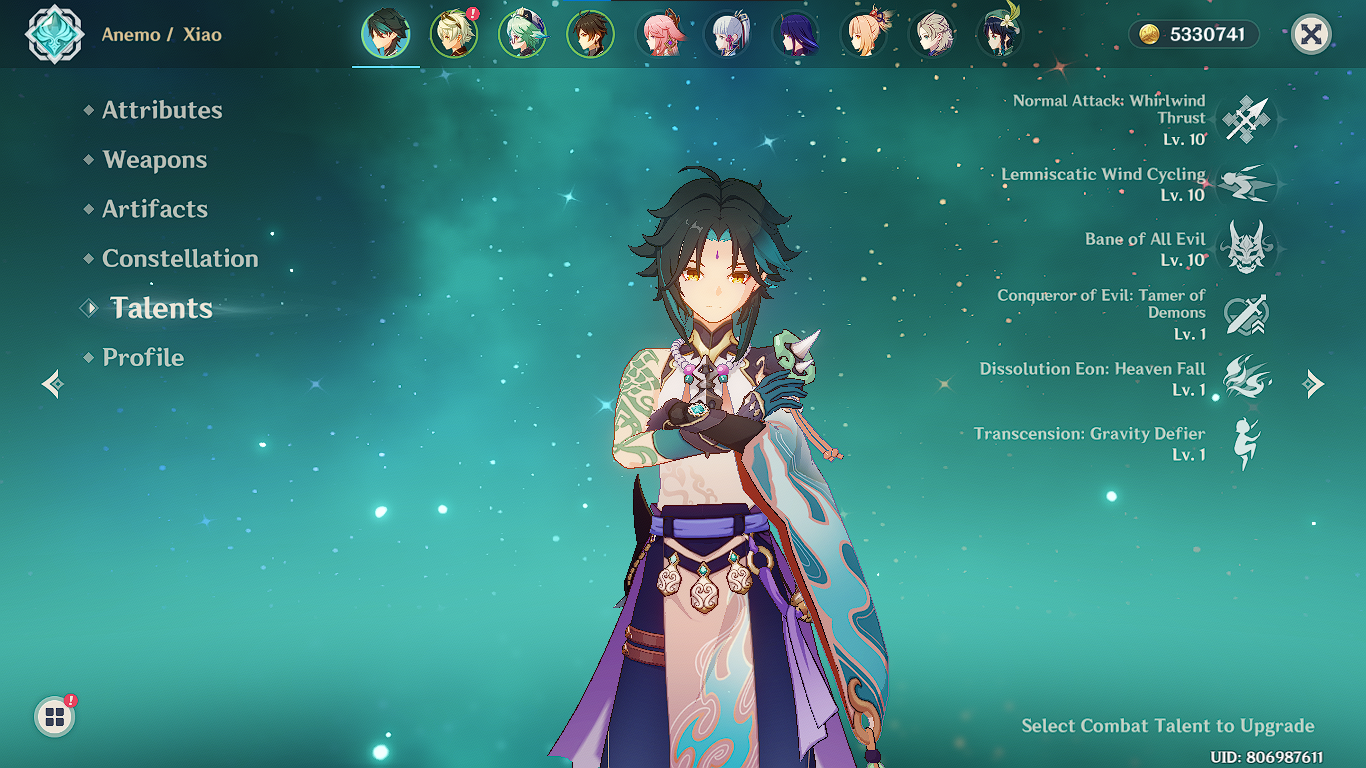 Anemo / Xiao
5330741
Attributes
Weapons
Artifacts
Constellation
Talents
Profile
Normal Attack: Whirlwind
Thrust
Lv. 10
Lemniscatic Wind Cycling
Lv. 10
Bane of All Evil
Lv. 10
Conqueror of Evil: Tamer of
Demons
Lv. 1
Dissolution Eon: Heaven Fall
Lv. 1
Transcension: Gravity Defier
Lv. 1
Select Combat Talent to Upgrade
UID: 806987611